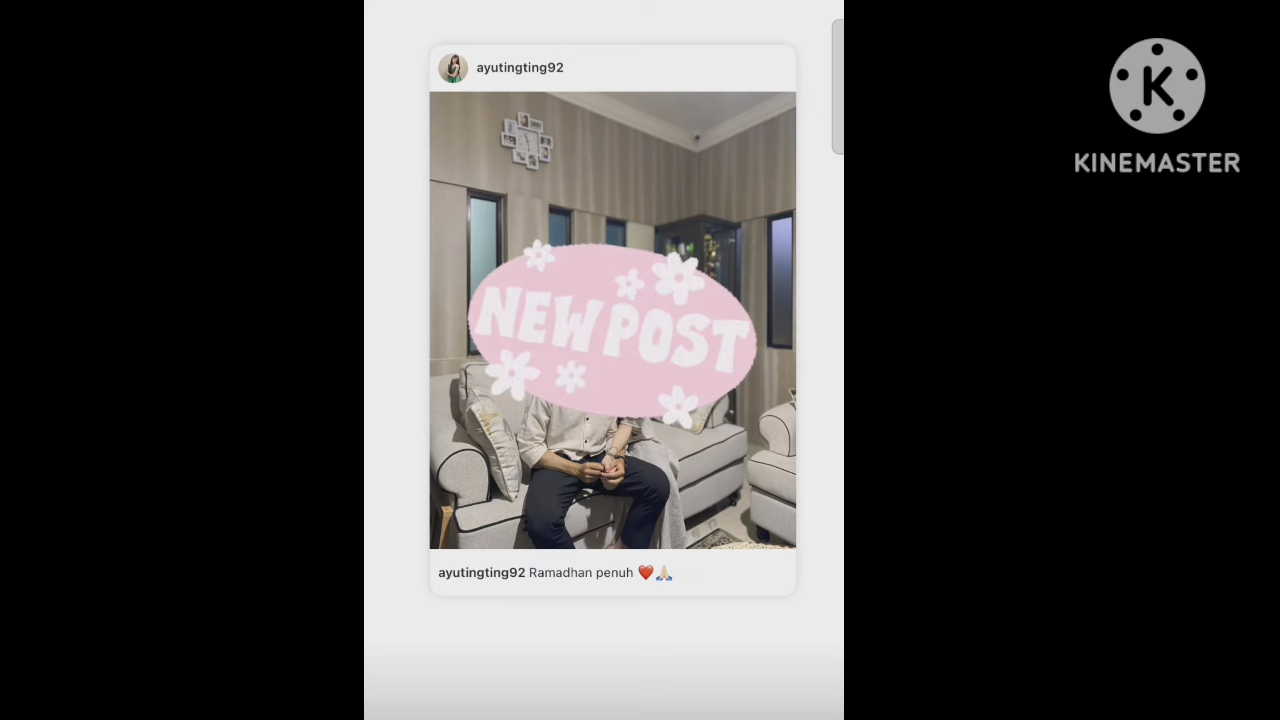 ayutingting92
NEW POST
ayutingting92 Ramadhan penuh ❤️🙏🏼
K
KINEMASTER